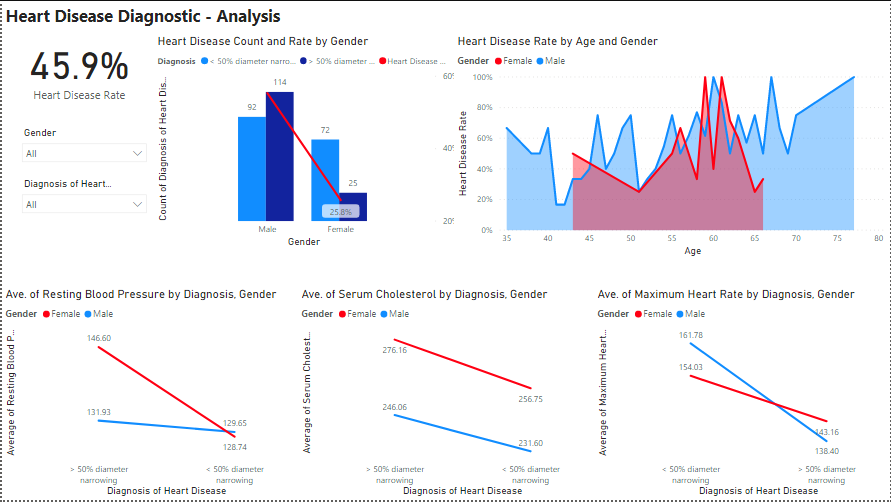 Heart Disease Diagnostic - Analysis
45.9%
Heart Disease Rate
Gender
All
Diagnosis of Heart...
All
Heart Disease Count and Rate by Gender
Diagnosis < 50% diameter narro... > 50% diameter ... Heart Disease ...
Count of Diagnosis of Heart Dis...
92
114
72
25
25.8%
60%
40%
20%
Male Female
Gender
Heart Disease Rate by Age and Gender
Gender Female Male
Heart Disease Rate
100%
80%
60%
40%
20%
0%
35 40 45 50 55 60 65 70 75 80
Age
Ave. of Resting Blood Pressure by Diagnosis, Gender
Gender Female Male
Average of Resting Blood P...
146.60
131.93
129.65
128.74
> 50% diameter narrowing
< 50% diameter narrowing
Diagnosis of Heart Disease
Ave. of Serum Cholesterol by Diagnosis, Gender
Gender Female Male
Average of Serum Cholest...
276.16
256.75
246.06
231.60
> 50% diameter narrowing
< 50% diameter narrowing
Diagnosis of Heart Disease
Ave. of Maximum Heart Rate by Diagnosis, Gender
Gender Female Male
Average of Maximum Heart...
161.78
154.03
143.16
138.40
< 50% diameter narrowing
> 50% diameter narrowing
Diagnosis of Heart Disease